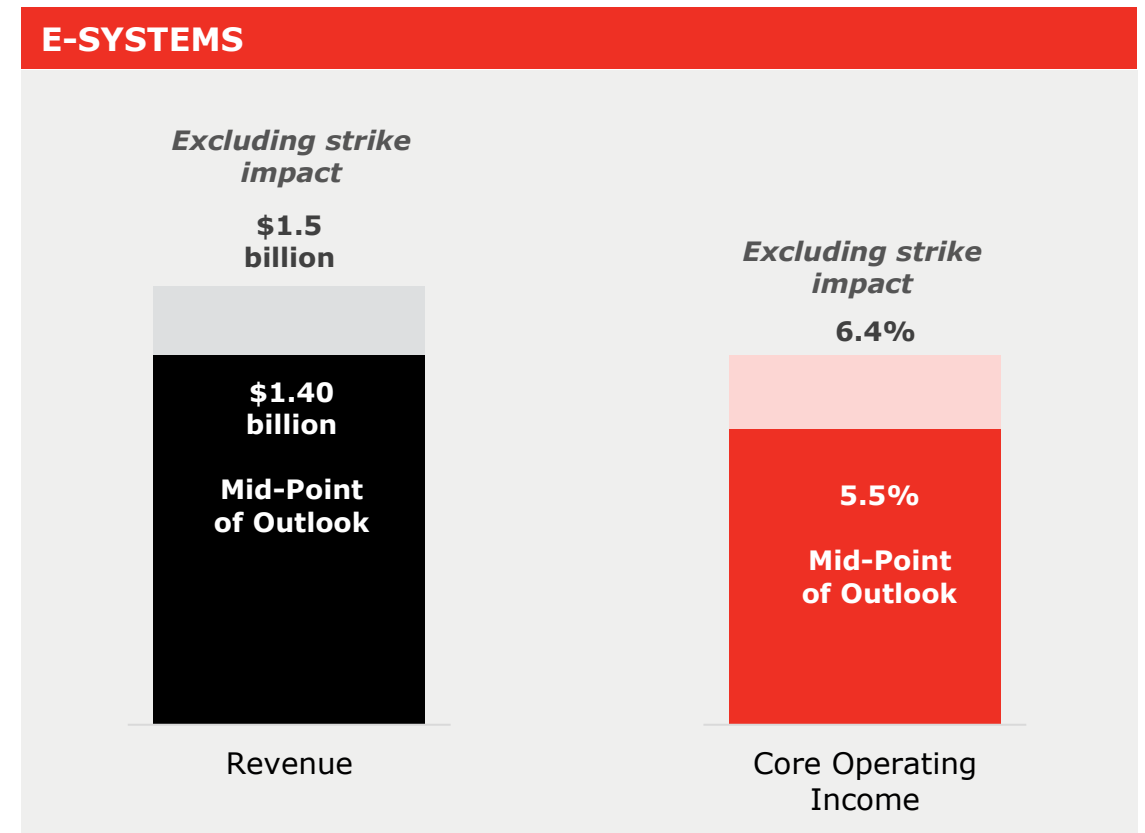 E-SYSTEMS
Excluding strike
impact
$1.5
billion
$1.40
billion
Mid-Point
of Outlook
Revenue
Excluding strike
impact
6.4%
5.5%
Mid-Point
of Outlook
Core Operating
Income